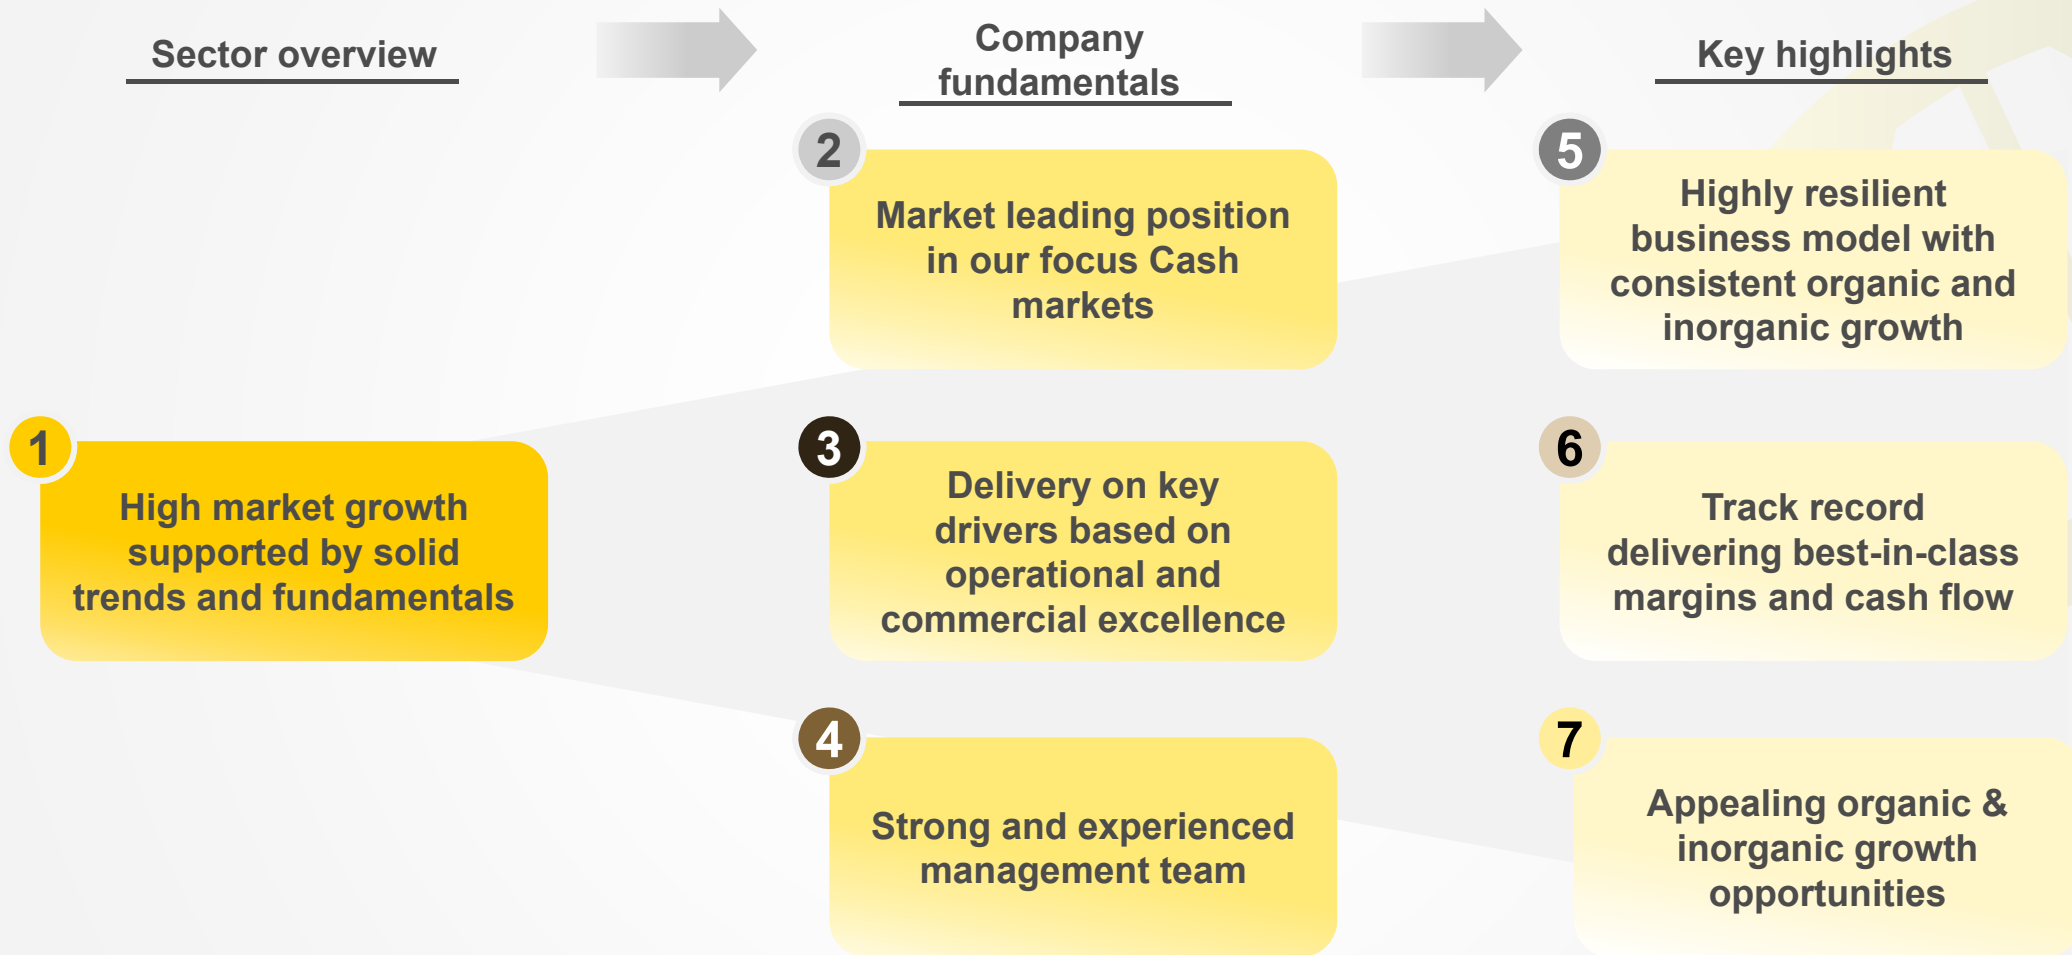 Sector overview
Company
fundamentals
Key highlights
1
High market growth
supported by solid
trends and fundamentals
2
Market leading position
in our focus Cash
markets
3
Delivery on key
drivers based on
operational and
commercial excellence
4
Strong and experienced
management team
5
Highly resilient
business model with
consistent organic and
inorganic growth
6
Track record
delivering best-in-class
margins and cash flow
7
Appealing organic &
inorganic growth
opportunities